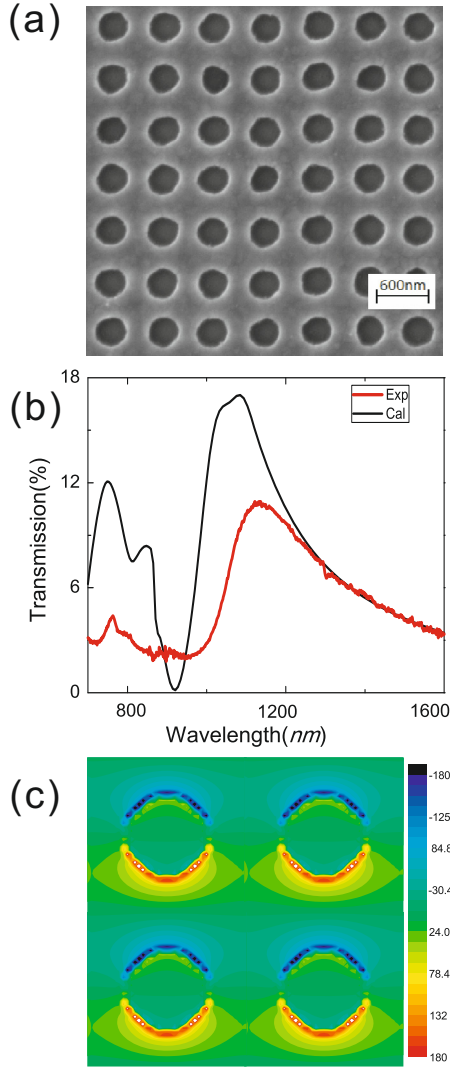 (a)
600nm
(b)
18
12
6
0
Transmission(%)
Exp
Cal
800
1200
1600
Wavelength(nm)
(c)
-180
-125
84.8
-30.4
24.0
78.4
132
180